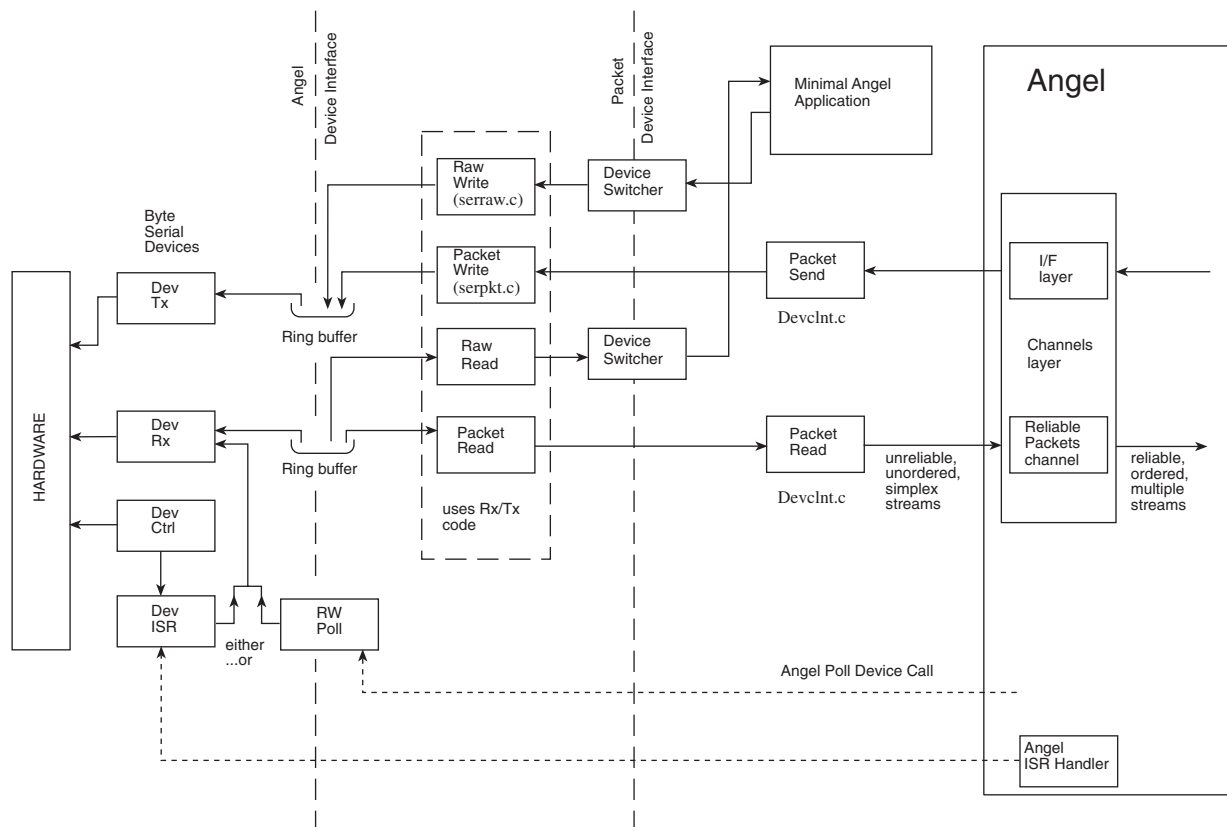 Angel
Device Interface
Packet
Device Interface
Minimal Angel
Application
Angel
Raw
Write
(serraw.c)
Device
Switcher
Byte
Serial
Devices
Dev
Tx
Ring buffer
Packet
Write
(serpkt.c)
Packet
Send
DevclInt.c
I/F
layer
Raw
Read
Device
Switcher
Channels
layer
HARDWARE
Dev
Rx
Ring buffer
Packet
Read
Packet
Read
DevclInt.c
unreliable,
unordered,
simplex
streams
Reliable
Packets
channel
reliable,
ordered,
multiple
streams
uses Rx/Tx
code
Dev
Ctrl
Dev
ISR
either
...or
RW
Poll
Angel Poll Device Call
Angel
ISR Handler